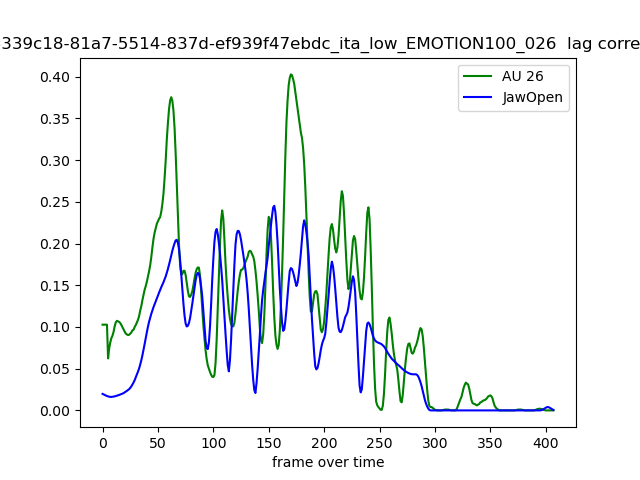 339c18-81a7-5514-837d-ef939f47ebdc_ita_low_EMOTION100_026 lag corre
AU 26
JawOpen
0.40
0.35
0.30
0.25
0.20
0.15
0.10
0.05
0.00
0 50 100 150 200 250 300 350 400
frame over time